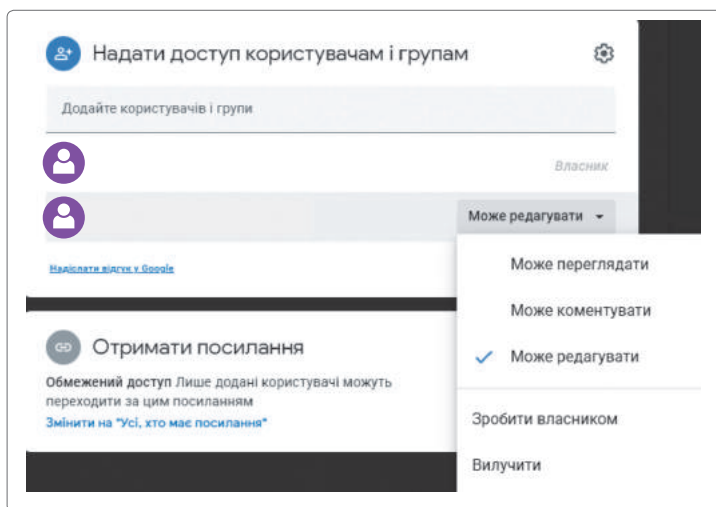 Надати доступ користувачам і групам
Додайте користувачів і групи
Власник
Може редагувати
Надіслати відгук у Google
Може переглядати
Може коментувати
Може редагувати
Зробити власником
Вилучити
Отримати посилання
Обмежений доступ Лише додані користувачі можуть
переходити за цим посиланням
Змінити на "Усі, хто має посилання"